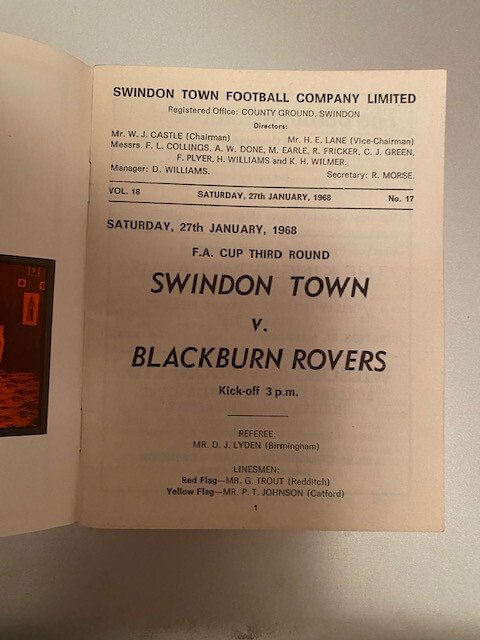 SWINDON TOWN FOOTBALL COMPANY LIMITED
Registered Office: COUNTY GROUND, SWINDON
Directors:
Mr. W. J. CASTLE (Chairman) Mr. H. E. LANE (Vice-Chairman)
Messrs. F. L. COLLINGS, A. W. DONE, M. EARLE, R. FRICKER, C. J. GREEN,
F. PLYER, H. WILLIAMS and K. H. WILMER.
Manager: D. WILLIAMS. Secretary: R. MORSE.
VOL. 18 SATURDAY, 27th JANUARY, 1968 No. 17
SATURDAY, 27th JANUARY, 1968
F.A. CUP THIRD ROUND
SWINDON TOWN
v.
BLACKBURN ROVERS
Kick-off 3 p.m.
REFEREE:
MR. D. J. LYDEN (Birmingham)
LINESMEN:
Red Flag—MR. G. TROUT (Redditch)
Yellow Flag—MR. P. T. JOHNSON (Catford)
1